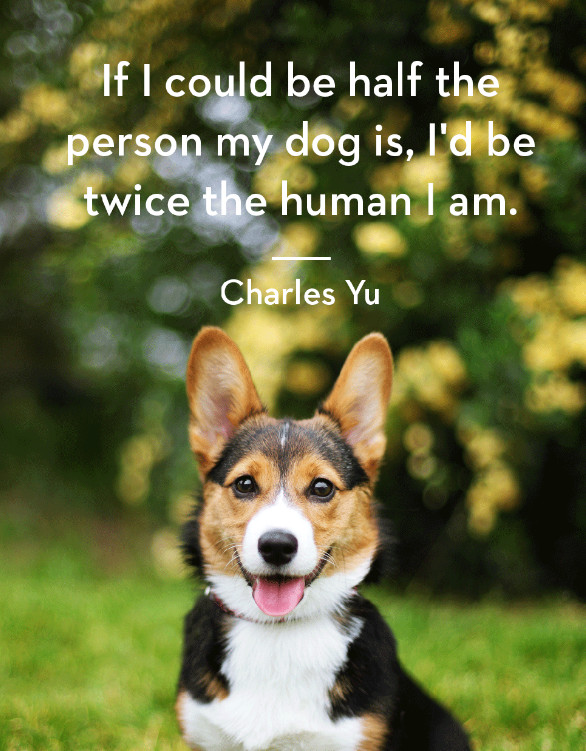 If I could be half the
person my dog is, I'd be
twice the human I am.
Charles Yu